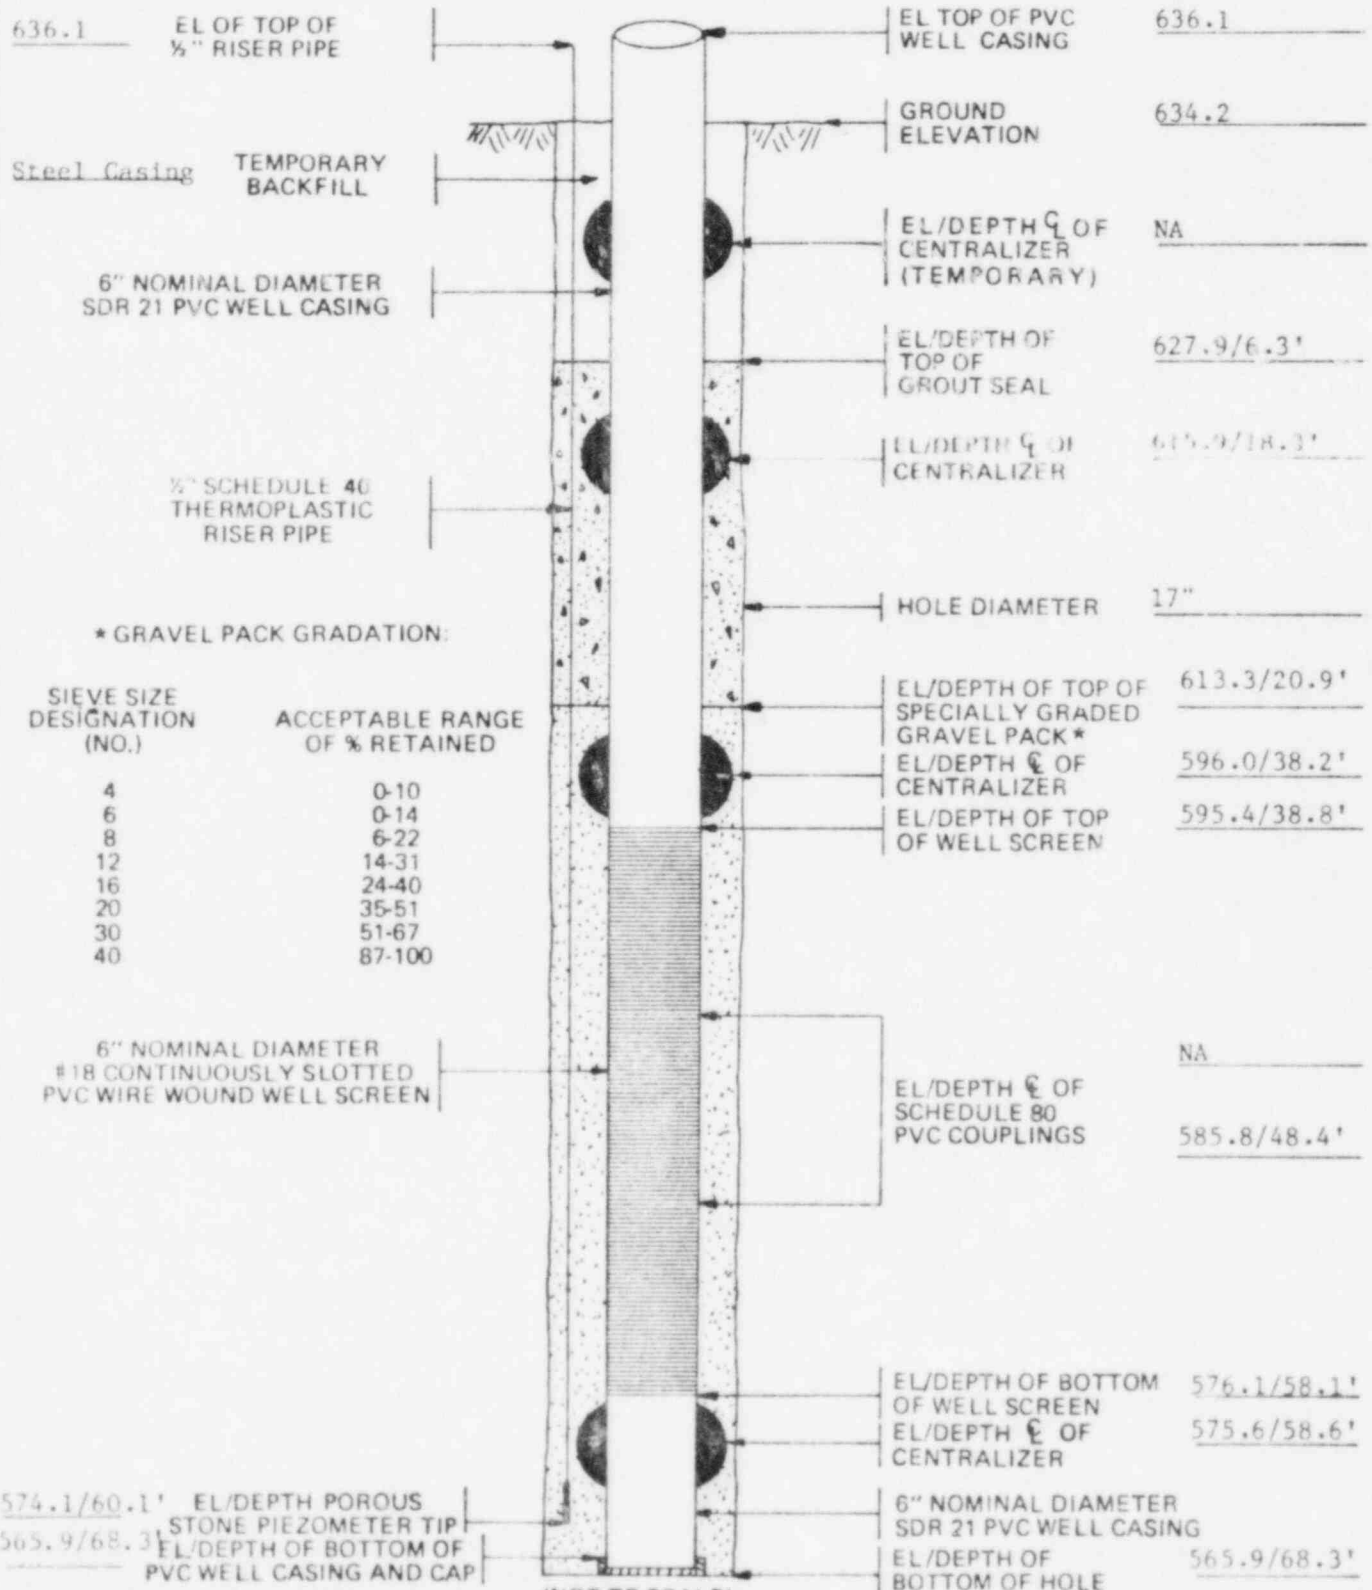 636.1
EL OF TOP OF
½" RISER PIPE
EL TOP OF PVC
WELL CASING
636.1
GROUND
ELEVATION
634.2
Steel Casing
TEMPORARY
BACKFILL
EL/DEPTH ℄ OF
CENTRALIZER
(TEMPORARY)
NA
6" NOMINAL DIAMETER
SDR 21 PVC WELL CASING
EL/DEPTH OF
TOP OF
GROUT SEAL
627.9/6.3'
EL/DEPTH ℄ OF
CENTRALIZER
615.9/18.3'
½" SCHEDULE 40
THERMOPLASTIC
RISER PIPE
HOLE DIAMETER
17"
* GRAVEL PACK GRADATION:
SIEVE SIZE
DESIGNATION
(NO.)
ACCEPTABLE RANGE
OF % RETAINED
4 0-10
6 0-14
8 6-22
12 14-31
16 24-40
20 35-51
30 51-67
40 87-100
EL/DEPTH OF TOP OF
SPECIALLY GRADED
GRAVEL PACK *
613.3/20.9'
EL/DEPTH ℄ OF
CENTRALIZER
596.0/38.2'
EL/DEPTH OF TOP
OF WELL SCREEN
595.4/38.8'
6" NOMINAL DIAMETER
#18 CONTINUOUSLY SLOTTED
PVC WIRE WOUND WELL SCREEN
EL/DEPTH ℄ OF
SCHEDULE 80
PVC COUPLINGS
NA
585.8/48.4'
EL/DEPTH OF BOTTOM
OF WELL SCREEN
576.1/58.1'
EL/DEPTH ℄ OF
CENTRALIZER
575.6/58.6'
574.1/60.1'
EL/DEPTH POROUS
STONE PIEZOMETER TIP
565.9/68.3'
EL/DEPTH OF BOTTOM OF
PVC WELL CASING AND CAP
6" NOMINAL DIAMETER
SDR 21 PVC WELL CASING
EL/DEPTH OF
BOTTOM OF HOLE
565.9/68.3'